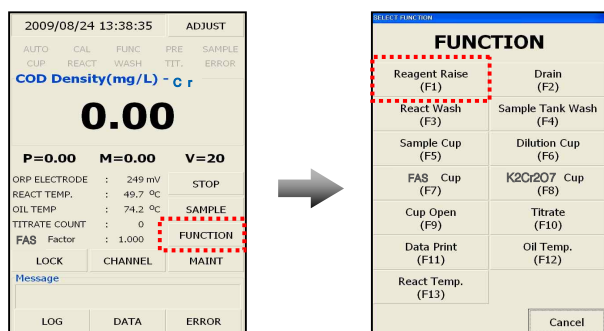 2009/08/24 13:38:35 ADJUST
AUTO CAL FUNC PRE SAMPLE
CUP REACT WASH TIT. ERROR
COD Density(mg/L) - Cr
0.00
P=0.00 M=0.00 V=20
ORP ELECTRODE : 249 mV
REACT TEMP. : 49.7 ºC
STOP
OIL TEMP : 74.2 ºC
SAMPLE
TITRATE COUNT : 0
FAS Factor : 1.000
FUNCTION
LOCK CHANNEL MAINT
Message
LOG DATA ERROR
SELECT FUNCTION
FUNCTION
Reagent Raise
(F1)
Drain
(F2)
React Wash
(F3)
Sample Tank Wash
(F4)
Sample Cup
(F5)
Dilution Cup
(F6)
FAS Cup
(F7)
K2Cr2O7 Cup
(F8)
Cup Open
(F9)
Titrate
(F10)
Data Print
(F11)
Oil Temp.
(F12)
React Temp.
(F13)
Cancel